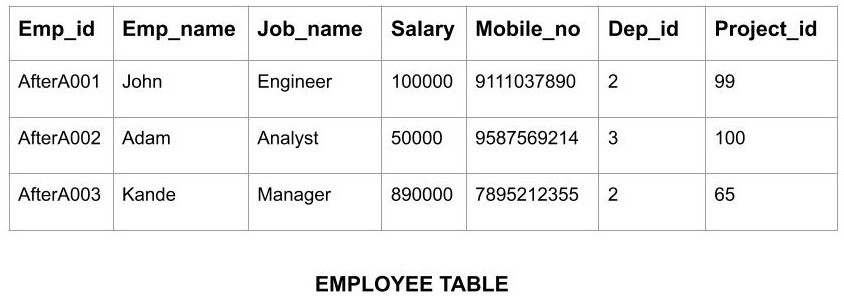 Emp_id Emp_name Job_name Salary Mobile_no Dep_id Project_id
AfterA001 John Engineer 100000 9111037890 2 99
AfterA002 Adam Analyst 50000 9587569214 3 100
AfterA003 Kande Manager 890000 7895212355 2 65
EMPLOYEE TABLE